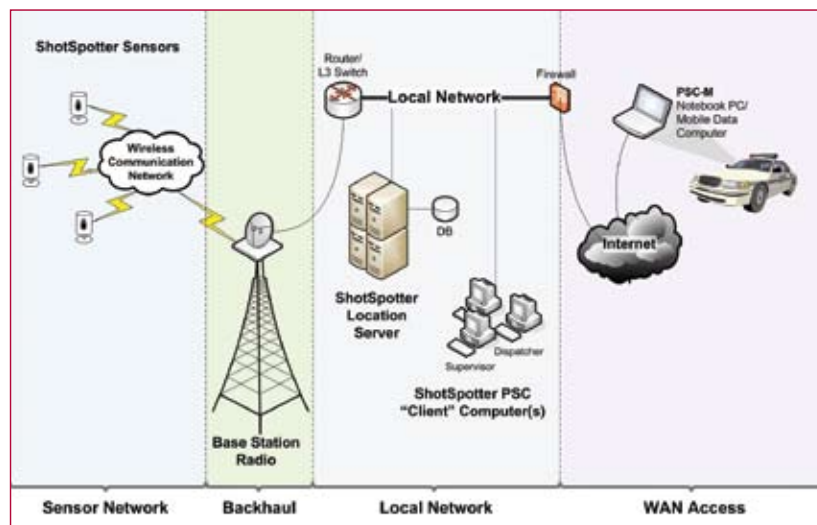 ShotSpotter Sensors
Wireless
Communication
Network
Base Station
Radio
Router/
L3 Switch
Local Network
Firewall
DB
ShotSpotter
Location
Server
Dispatcher
Supervisor
ShotSpotter PSC
“Client” Computer(s)
PSC-M
Notebook PC/
Mobile Data
Computer
Internet
Sensor Network
Backhaul
Local Network
WAN Access